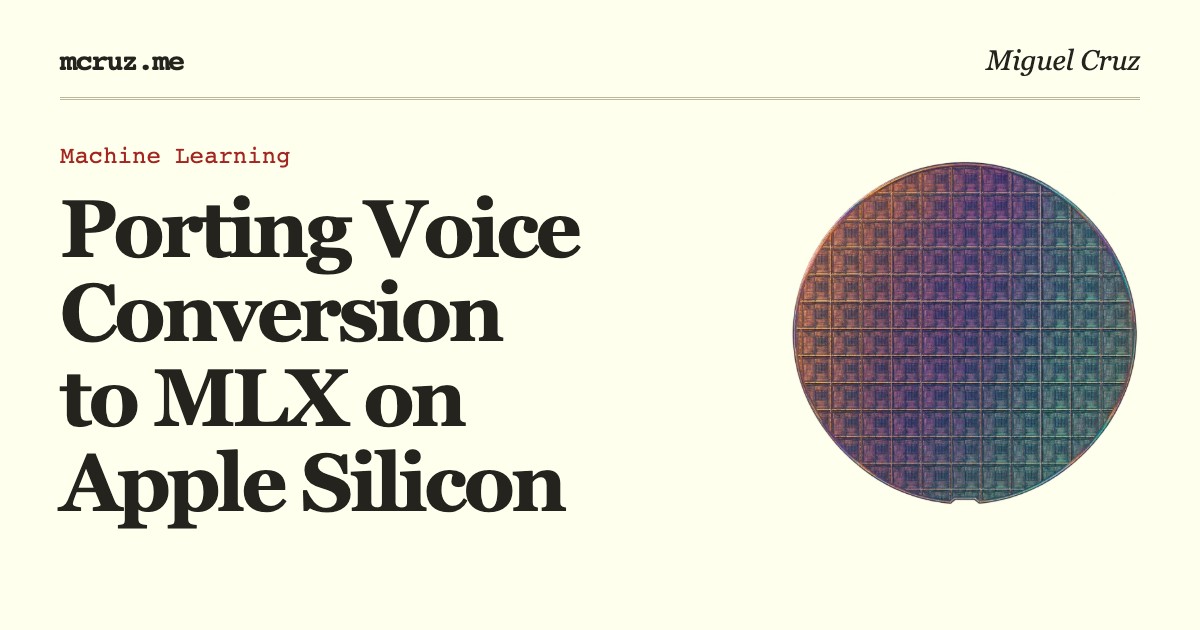 mcruz.me
Miguel Cruz
Machine Learning
Porting Voice
Conversion
to MLX on
Apple Silicon